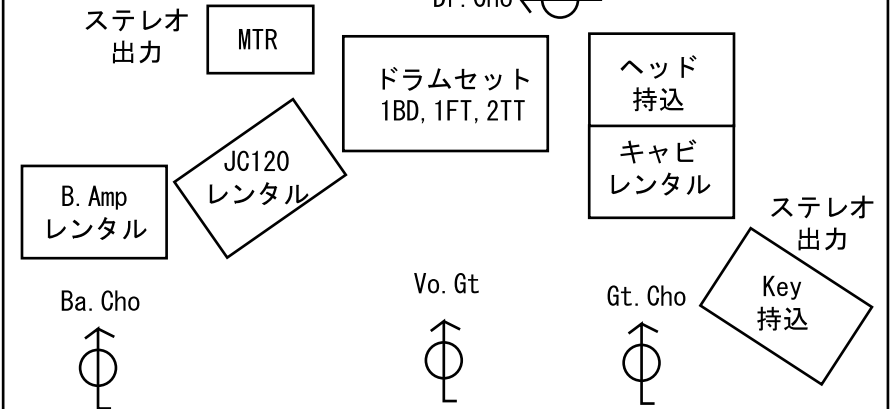 Dr.Cho
ステレオ
出力
MTR
ドラムセット
1BD,1FT,2TT
ヘッド
持込
キャビ
レンタル
JC120
レンタル
B.Amp
レンタル
ステレオ
出力
Key
持込
Ba.Cho
Vo.Gt
Gt.Cho